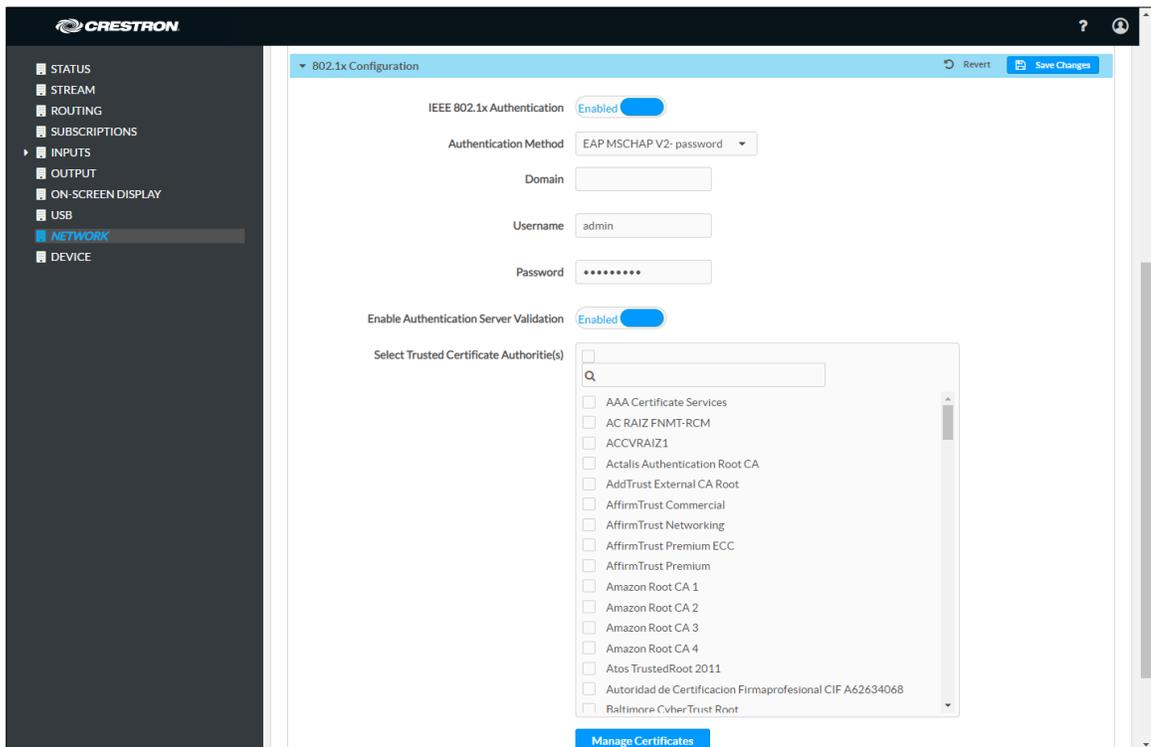 CRESTRON
?
STATUS
STREAM
ROUTING
SUBSCRIPTIONS
INPUTS
OUTPUT
ON-SCREEN DISPLAY
USB
NETWORK
DEVICE
802.1x Configuration
Revert
Save Changes
IEEE 802.1x Authentication Enabled
Authentication Method EAP MSCHAP V2- password
Domain
Username admin
Password •••••••••
Enable Authentication Server Validation Enabled
Select Trusted Certificate Authoritie(s)
AAA Certificate Services
AC RAIZ FNMT-RCM
ACCVRAIZ1
Actalis Authentication Root CA
AddTrust External CA Root
AffirmTrust Commercial
AffirmTrust Networking
AffirmTrust Premium ECC
AffirmTrust Premium
Amazon Root CA 1
Amazon Root CA 2
Amazon Root CA 3
Amazon Root CA 4
Atos TrustedRoot 2011
Autoridad de Certificacion Firmaprofesional CIF A62634068
Baltimore CyberTrust Root
Manage Certificates